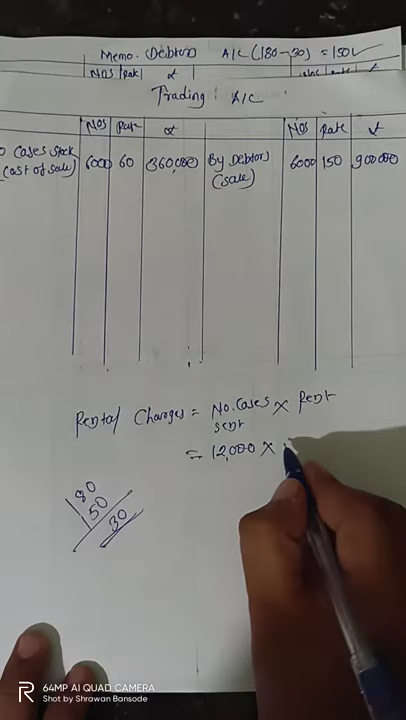 Memo. (Debtors A/C (180-30) = 150✓
Nos Rate ₹
Trading A/C
Nos Rate ₹ Nos Rate ₹
Cases Stock 6000 60 360,000 By Debtors 6000 150 900000
(Cost of Sale) (Sale)
Rental Charges = No. Cases × Rent
sent
= 12,000 ×
80
50
30
64MP AI QUAD CAMERA
Shot by Shrawan Bansode